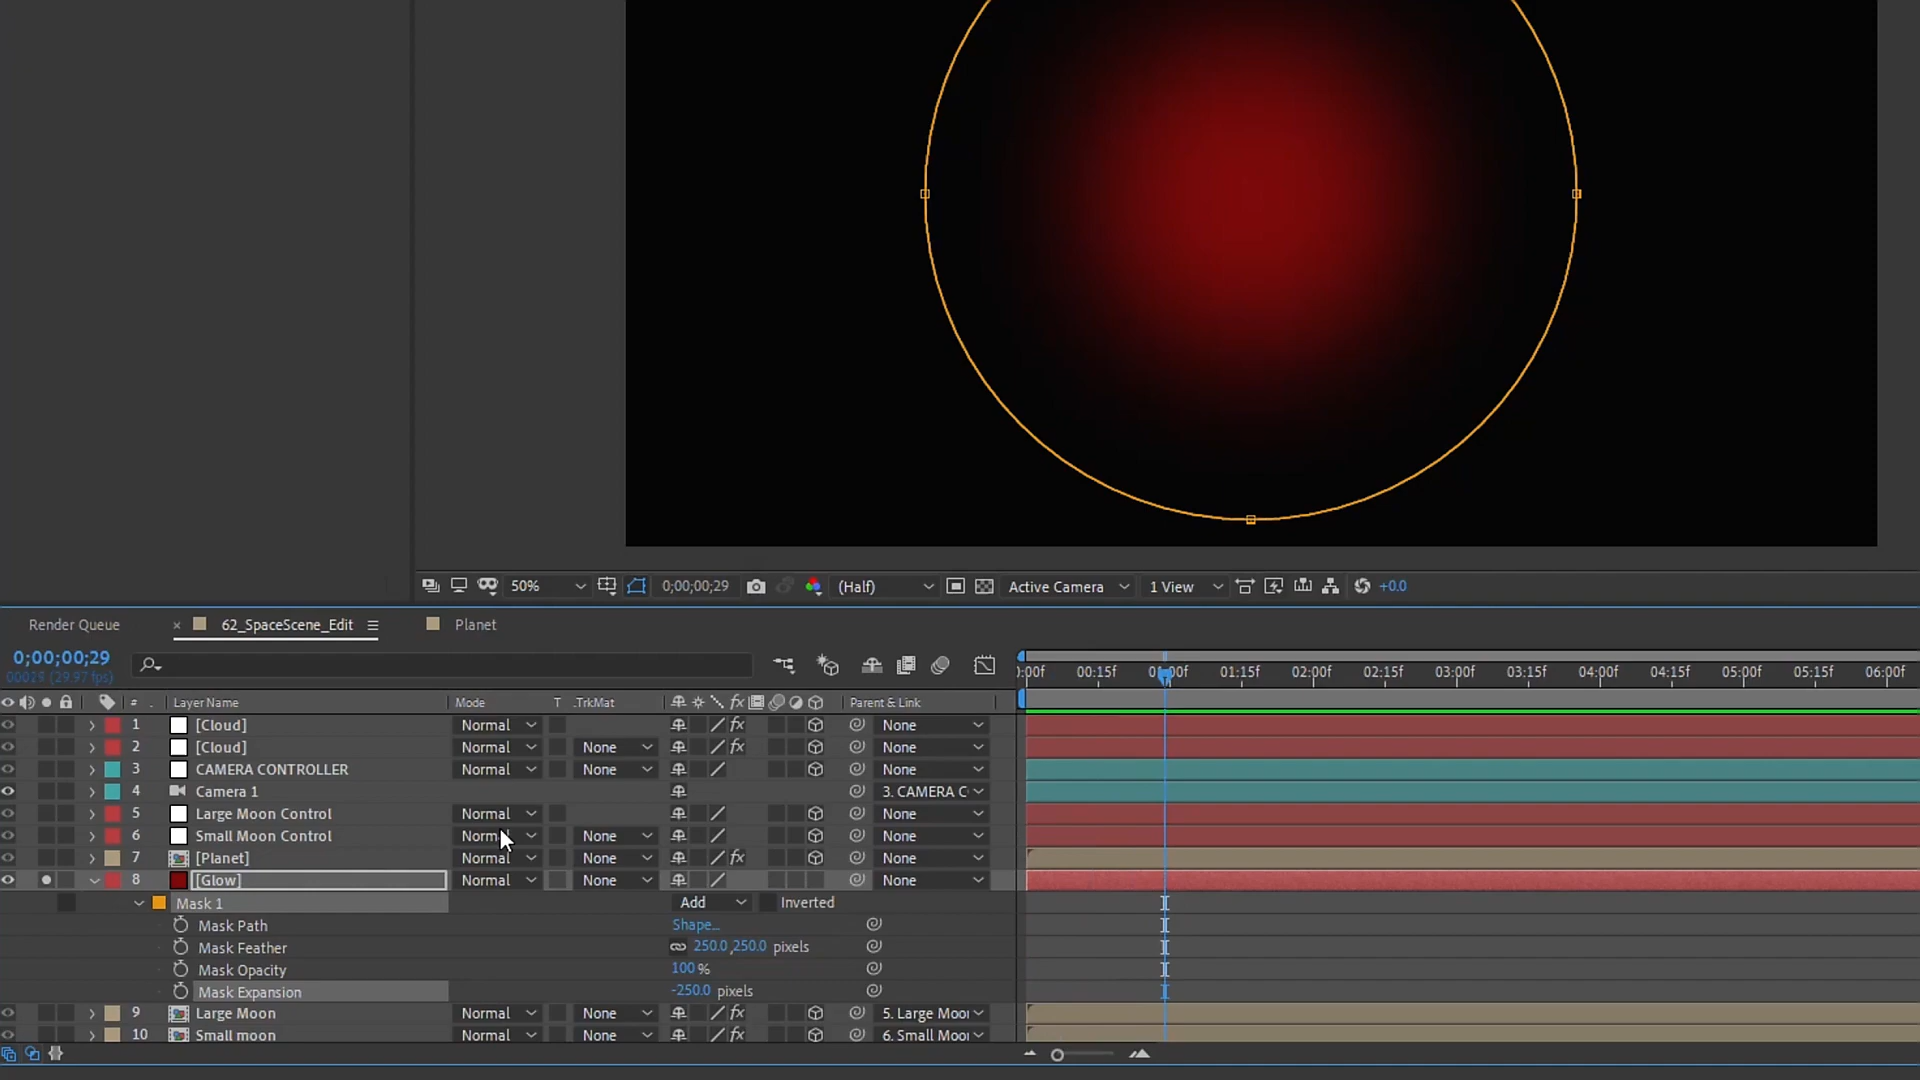 50% 0;00;00;29 (Half) Active Camera 1 View +0.0
Render Queue × 62_SpaceScene_Edit Planet
0;00;00;29
00029 (29.97 fps)
):00f 00:15f 01:00f 01:15f 02:00f 02:15f 03:00f 03:15f 04:00f 04:15f 05:00f 05:15f 06:00f
# . Layer Name Mode T .TrkMat fx Parent & Link
1 [Cloud] Normal fx None
2 [Cloud] Normal None fx None
3 CAMERA CONTROLLER Normal None None
4 Camera 1 3. CAMERA C
5 Large Moon Control Normal None
6 Small Moon Control Normal None None
7 [Planet] Normal None fx None
8 [Glow] Normal None None
Mask 1 Add Inverted
Mask Path Shape...
Mask Feather 250.0,250.0 pixels
Mask Opacity 100 %
Mask Expansion -250.0 pixels
9 Large Moon Normal None fx 5. Large Moo
10 Small moon Normal None fx 6. Small Moo